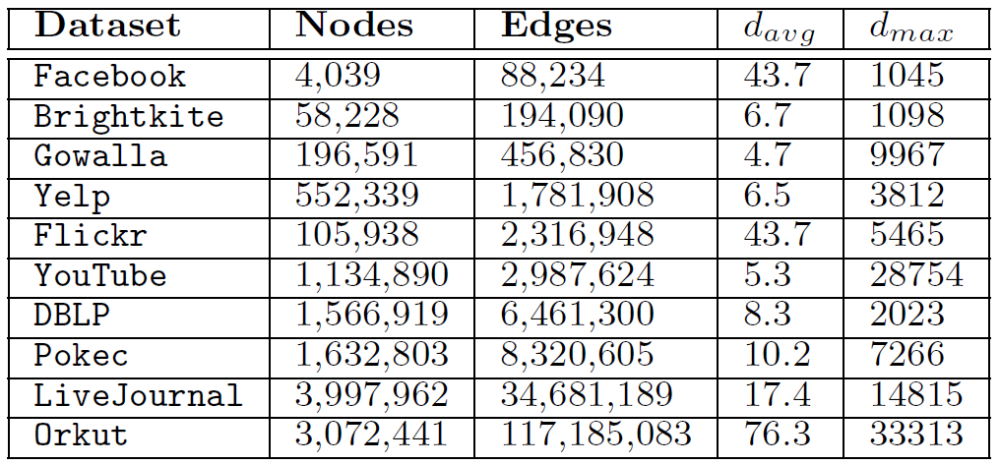 Dataset Nodes Edges d_avg d_max
Facebook 4,039 88,234 43.7 1045
Brightkite 58,228 194,090 6.7 1098
Gowalla 196,591 456,830 4.7 9967
Yelp 552,339 1,781,908 6.5 3812
Flickr 105,938 2,316,948 43.7 5465
YouTube 1,134,890 2,987,624 5.3 28754
DBLP 1,566,919 6,461,300 8.3 2023
Pokec 1,632,803 8,320,605 10.2 7266
LiveJournal 3,997,962 34,681,189 17.4 14815
Orkut 3,072,441 117,185,083 76.3 33313